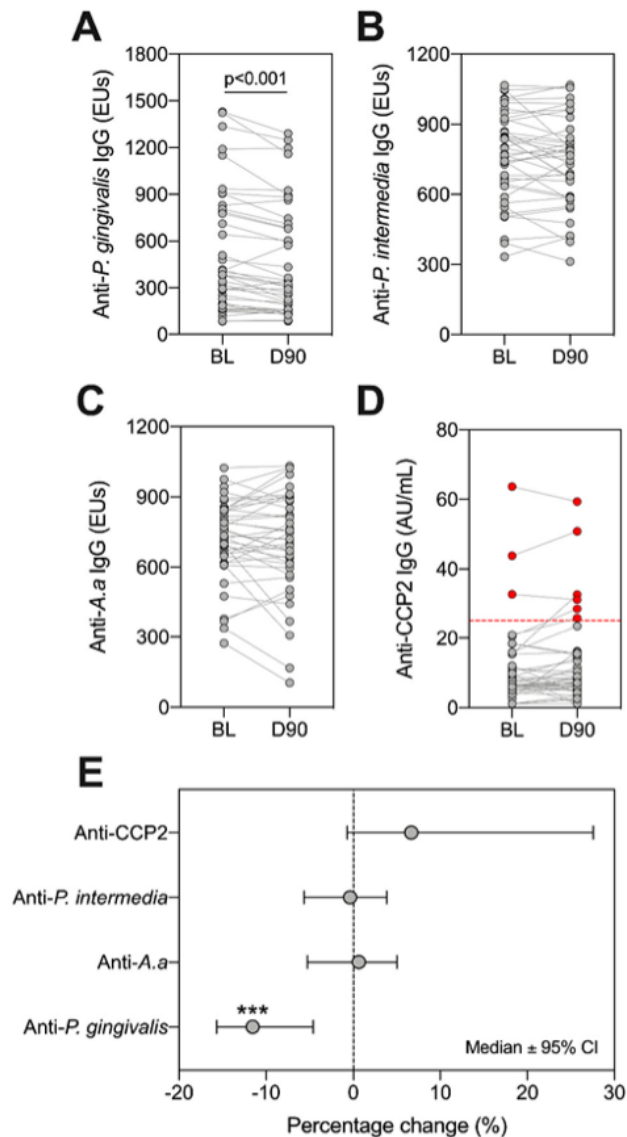 A
Anti-P. gingivalis IgG (EUs)
1800
1500
1200
900
600
300
0
p<0.001
BL D90
B
Anti-P. intermedia IgG (EUs)
1200
900
600
300
0
BL D90
C
Anti-A.a IgG (EUs)
1200
900
600
300
0
BL D90
D
Anti-CCP2 IgG (AU/mL)
80
60
40
20
0
BL D90
E
Anti-CCP2
Anti-P. intermedia
Anti-A.a
Anti-P. gingivalis
***
Median ± 95% CI
-20 -10 0 10 20 30
Percentage change (%)